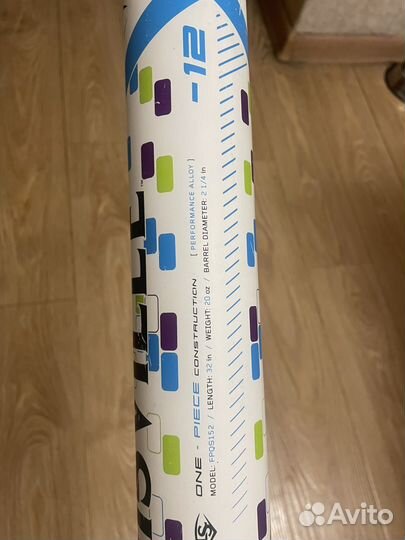 -12
[ PERFORMANCE ALLOY ]
ONE - PIECE CONSTRUCTION
MODEL: FPQS152 / LENGTH: 32 in / WEIGHT: 20 oz / BARREL DIAMETER: 2 1/4 in
Avito